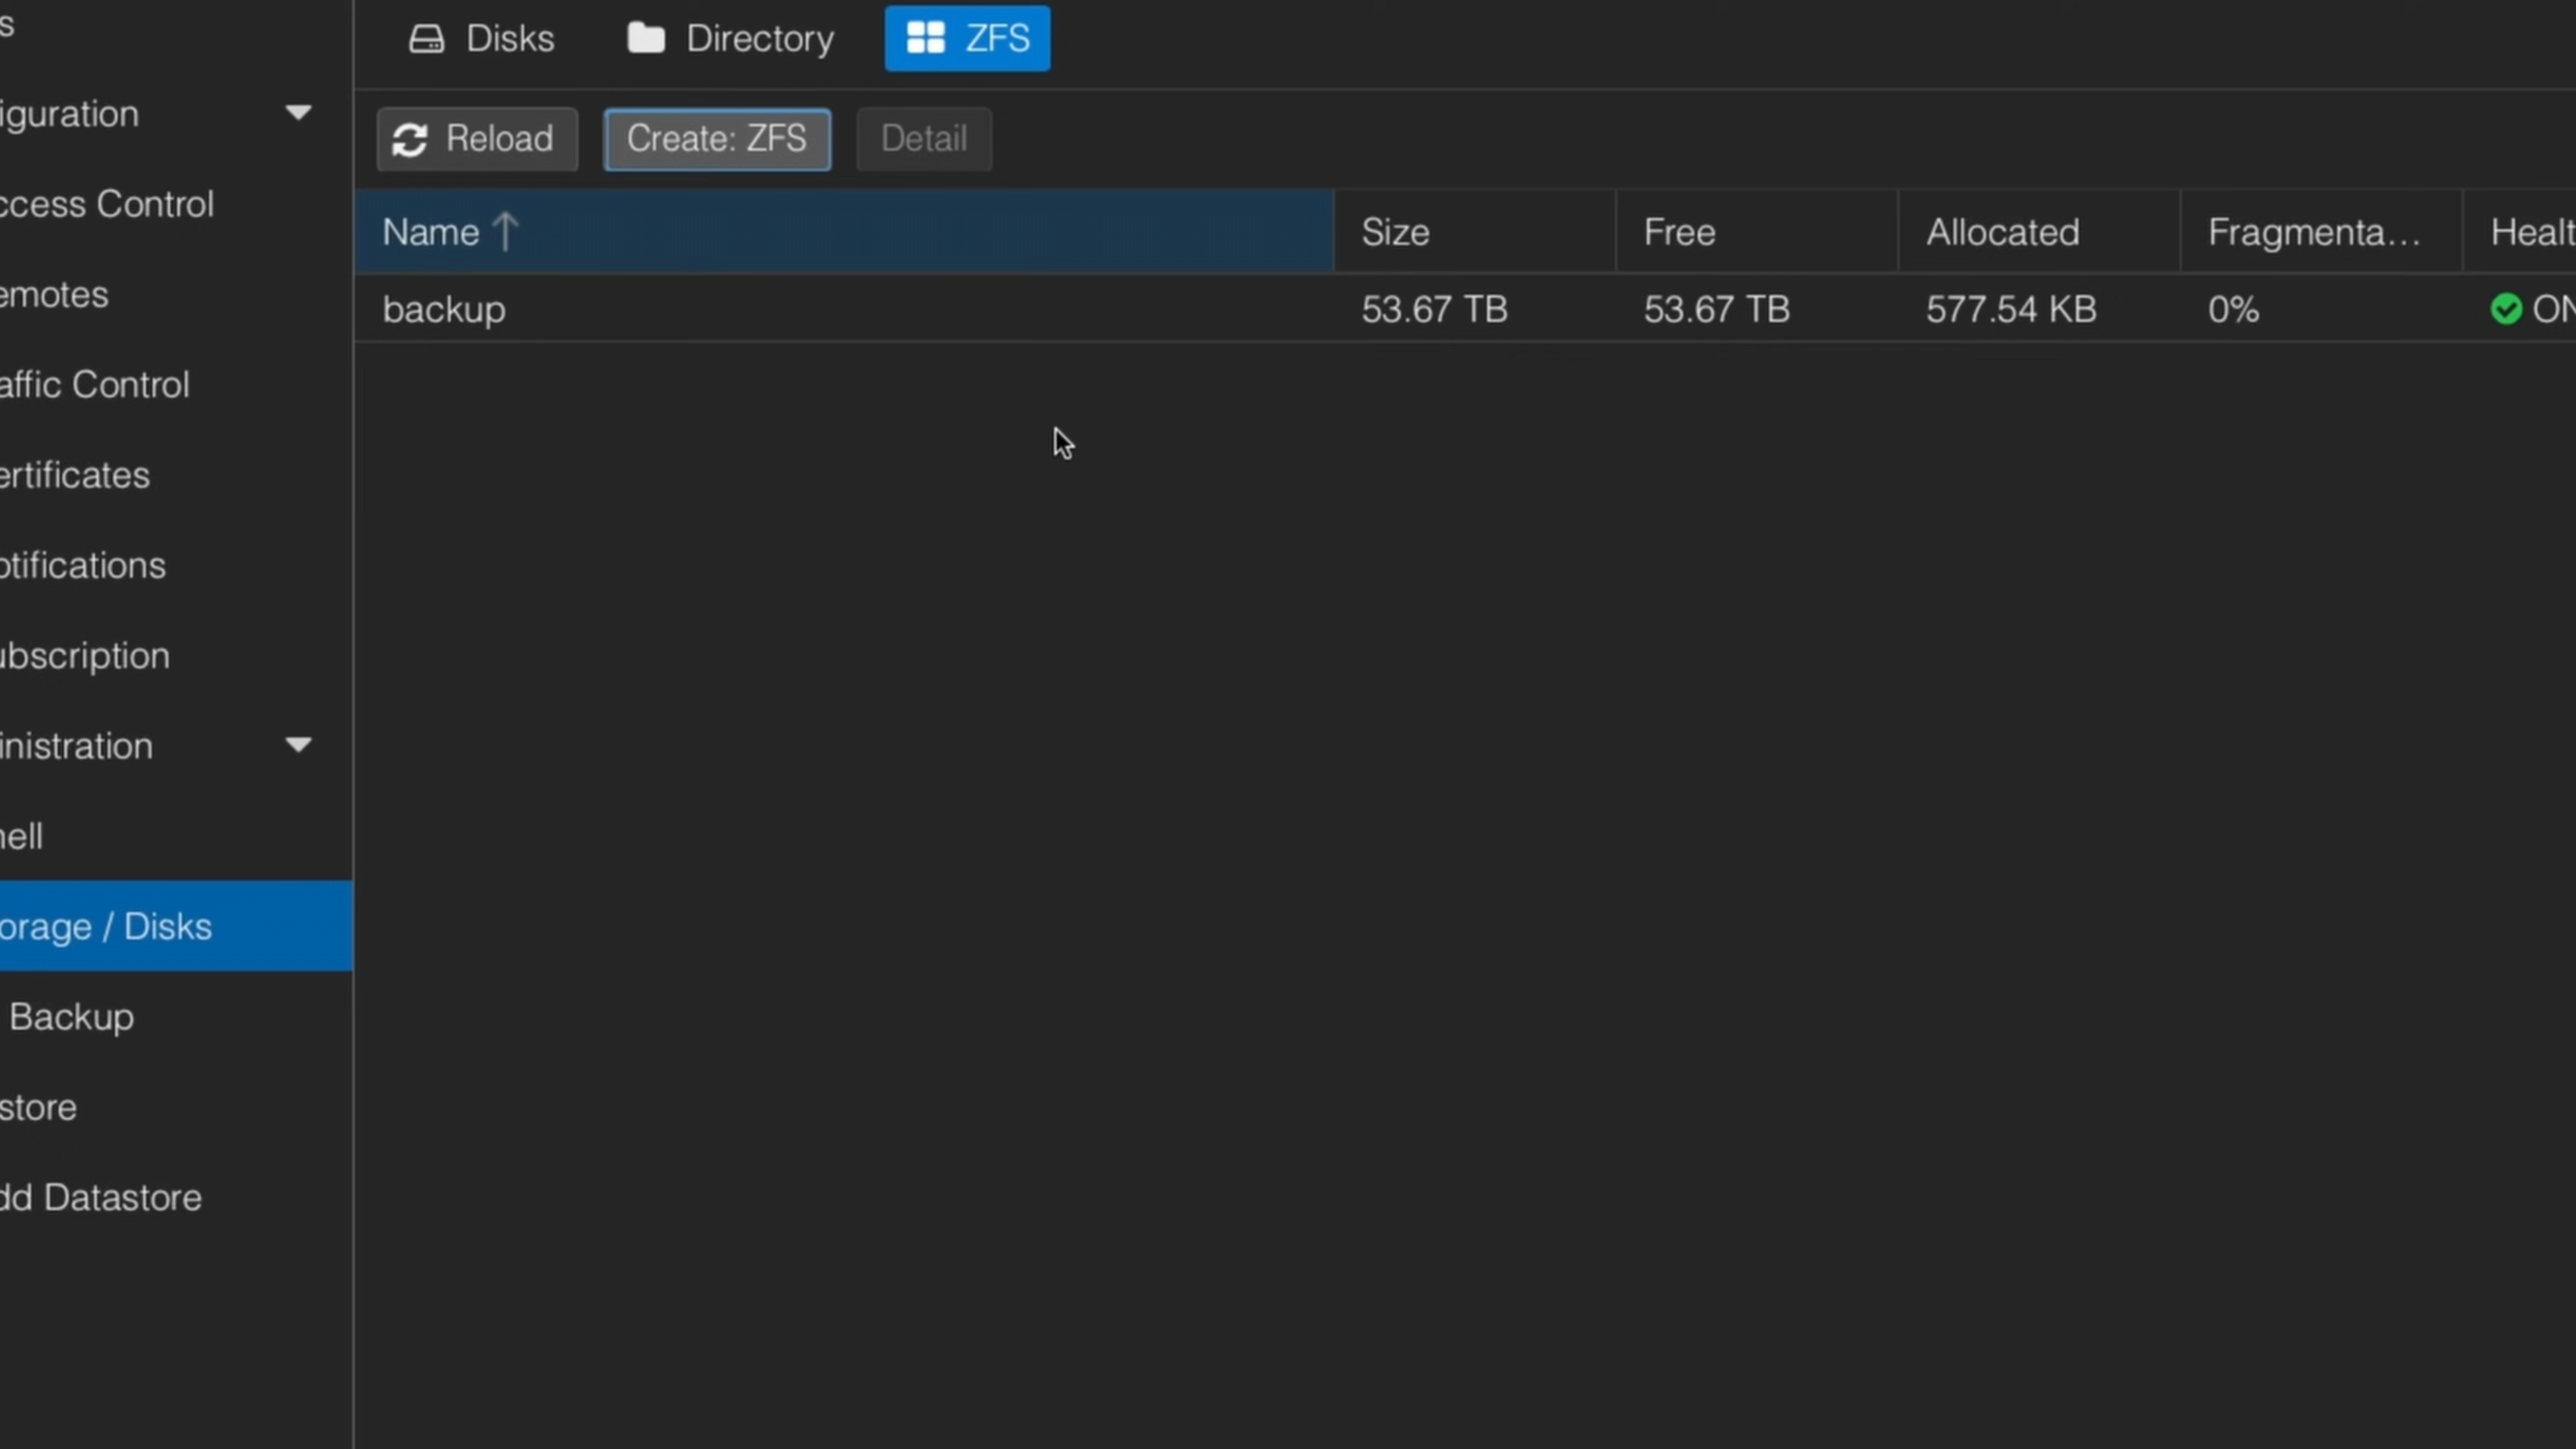 s
Disks
Directory
ZFS
iguration
Reload
Create: ZFS
Detail
ccess Control
Name
Size
Free
Allocated
Fragmenta...
Healt
emotes
backup
53.67 TB
53.67 TB
577.54 KB
0%
ON
affic Control
ertificates
otifications
ubscription
inistration
hell
orage / Disks
Backup
store
dd Datastore